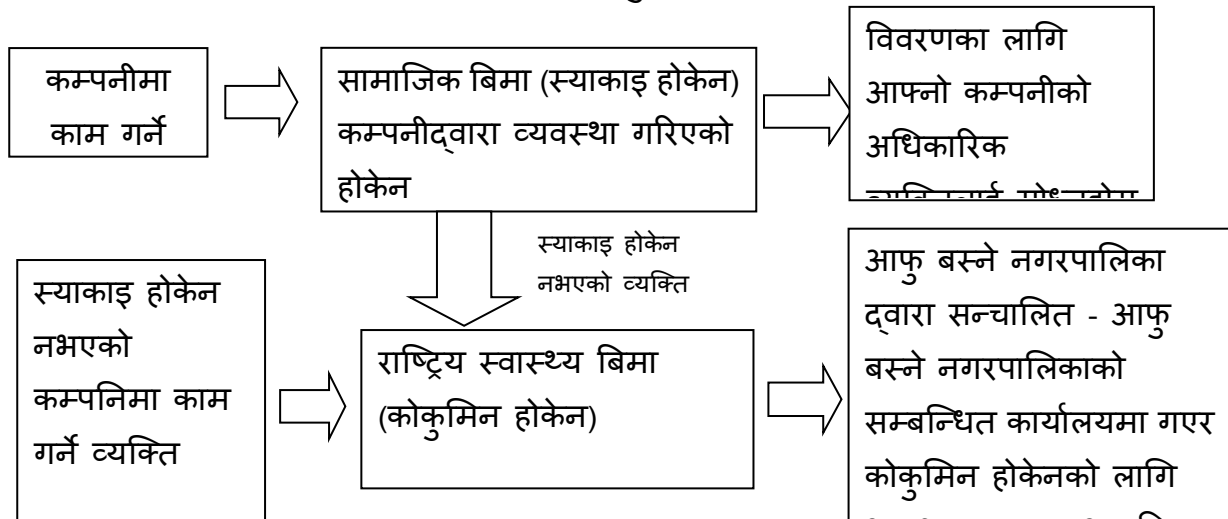 कम्पनीमा
काम गर्ने
सामाजिक बिमा (स्याकाइ होकेन)
कम्पनीद्वारा व्यवस्था गरिएको
होकेन
विवरणका लागि
आफ्नो कम्पनीको
अधिकारिक
स्याकाइ होकेन
नभएको व्यक्ति
स्याकाइ होकेन
नभएको
कम्पनिमा काम
गर्ने व्यक्ति
राष्ट्रिय स्वास्थ्य बिमा
(कोकुमिन होकेन)
आफु बस्ने नगरपालिका
द्वारा सन्चालित - आफु
बस्ने नगरपालिकाको
सम्बन्धित कार्यालयमा गएर
कोकुमिन होकेनको लागि